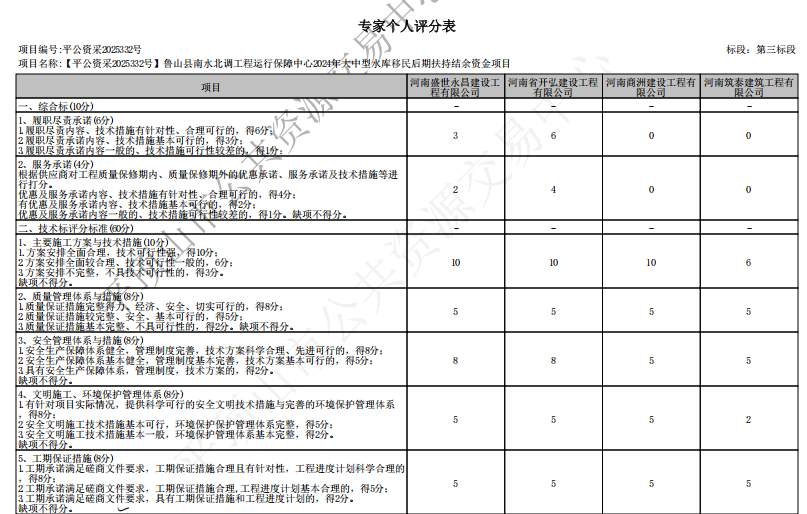 专家个人评分表
项目编号:平公资采2025332号
标段: 第三标段
项目名称:【平公资采2025332号】鲁山县南水北调工程运行保障中心2024年大中型水库移民后期扶持结余资金项目
项目 河南盛世永昌建设工程有限公司 河南省开弘建设工程有限公司 河南商洲建设工程有限公司 河南筑泰建筑工程有限公司
一、综合标(10分) - - - -
1、履职尽责承诺(6分)
1.履职尽责内容、技术措施有针对性、合理可行的, 得6分;
2履职尽责承诺内容、技术措施基本可行的, 得3分;
3履职尽责承诺内容一般的、技术措施可行性较差的, 得1分;
3 6 0 0
2、服务承诺(4分)
根据供应商对工程质量保修期内、质量保修期外的优惠承诺、服务承诺及技术措施等进
行打分。
优惠及服务承诺内容、技术措施有针对性、合理可行的, 得4分;
有优惠及服务承诺内容、技术措施基本可行的, 得2分;
优惠及服务承诺内容一般的、技术措施可行性较差的, 得1分。缺项不得分。
2 4 0 0
二、技术标评分标准(60分) - - - -
1、主要施工方案与技术措施(10分)
1.方案安排全面合理, 技术可行性强, 得10分;
2方案安排全面较合理、技术可行性一般的, 6分;
3方案安排不完整, 不具技术可行性的, 得3分。
缺项不得分。
10 10 10 6
2、质量管理体系与措施(8分)
1.质量保证措施完整得力、经济、安全、切实可行的, 得8分;
2质量保证措施较完整、安全、基本可行的, 得5分;
3质量保证措施基本完整、不具可行性的, 得2分。缺项不得分。
5 5 5 5
3、安全管理体系与措施(8分)
1.安全生产保障体系健全, 管理制度完善, 技术方案科学合理、先进可行的, 得8分;
2安全生产保障体系基本健全, 管理制度基本完善, 技术方案基本可行的, 得5分;
3具有安全生产保障体系, 管理制度, 技术方案的, 得2分。
缺项不得分。
8 8 5 5
4、文明施工、环境保护管理体系(8分)
1.有针对项目实际情况, 提供科学可行的安全文明技术措施与完善的环境保护管理体系
, 得8分;
2安全文明施工技术措施基本可行, 环境保护保护管理体系完整, 得5分;
3安全文明施工技术措施基本一般, 环境保护管理体系基本完整, 得2分。
缺项不得分。
5 5 5 2
5、工期保证措施(8分)
1.工期承诺满足磋商文件要求, 工期保证措施合理且有针对性, 工程进度计划科学合理的
, 得8分;
2工期承诺满足磋商文件要求, 工期保证措施合理, 工程进度计划基本合理的, 得5分;
3工期承诺满足磋商文件要求, 具有工期保证措施和工程进度计划的, 得2分。
缺项不得分。
5 5 5 5
平顶山市公共资源交易中心
平顶山市公共资源交易中心